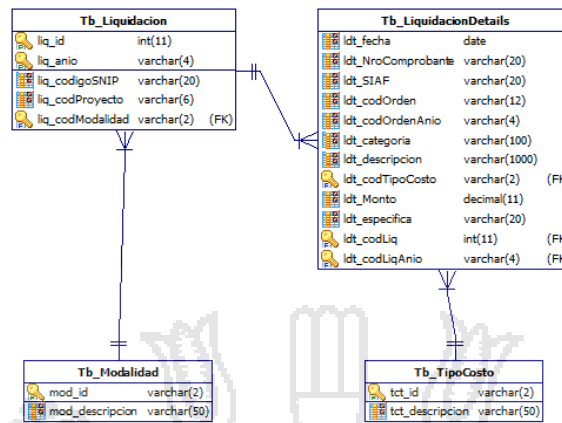 Tb_Liquidacion
liq_id int(11)
liq_anio varchar(4)
liq_codigoSNIP varchar(20)
liq_codProyecto varchar(6)
liq_codModalidad varchar(2) (FK)
Tb_LiquidacionDetails
ldt_fecha date
ldt_NroComprobante varchar(20)
ldt_SIAF varchar(20)
ldt_codOrden varchar(12)
ldt_codOrdenAnio varchar(4)
ldt_categoria varchar(100)
ldt_descripcion varchar(1000)
ldt_codTipoCosto varchar(2) (FK
ldt_Monto decimal(11)
ldt_especifica varchar(20)
ldt_codLiq int(11) (FK
ldt_codLiqAnio varchar(4) (FK
Tb_Modalidad
mod_id varchar(2)
mod_descripcion varchar(50)
Tb_TipoCosto
tct_id varchar(2)
tct_descripcion varchar(50)